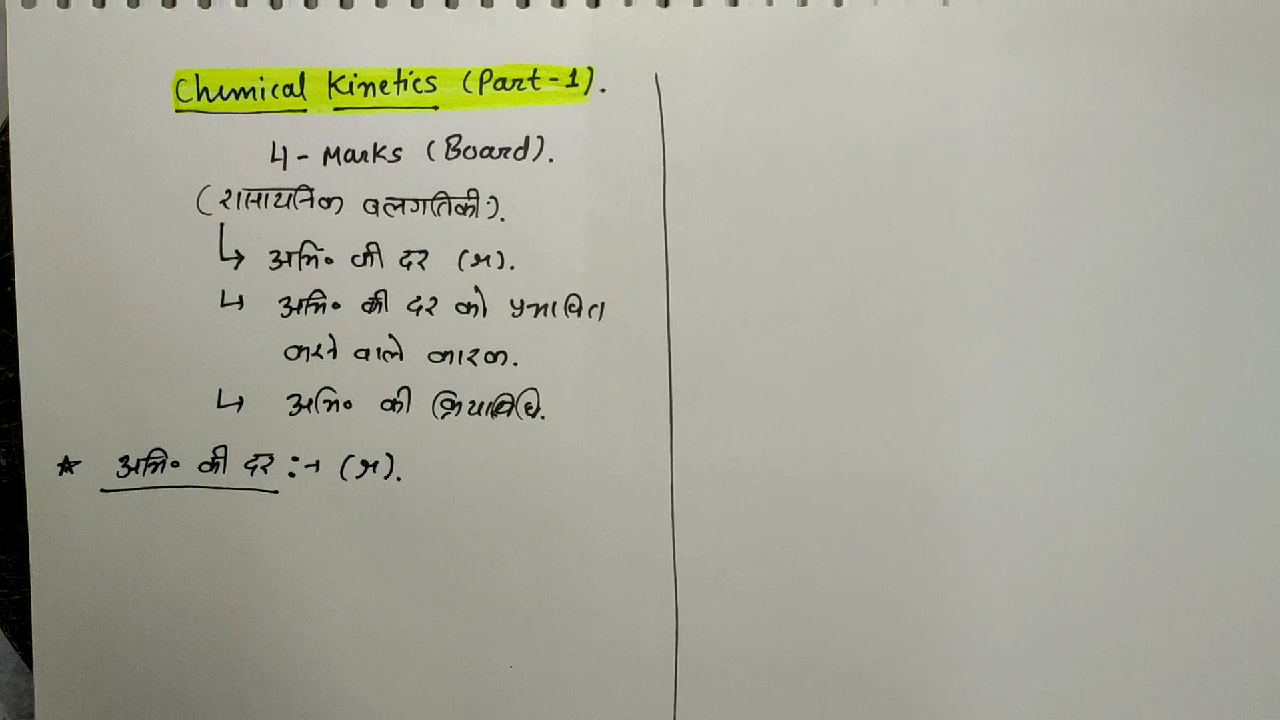 Chemical Kinetics (Part-1).
4- Marks (Board).
(रासायनिक बलगतिकी).
↳ अभि० की दर (r).
↳ अभि० की दर को प्रभावित
करने वाले कारक.
↳ अभि० की क्रियाविधि.
★ अभि० की दर :→ (r).